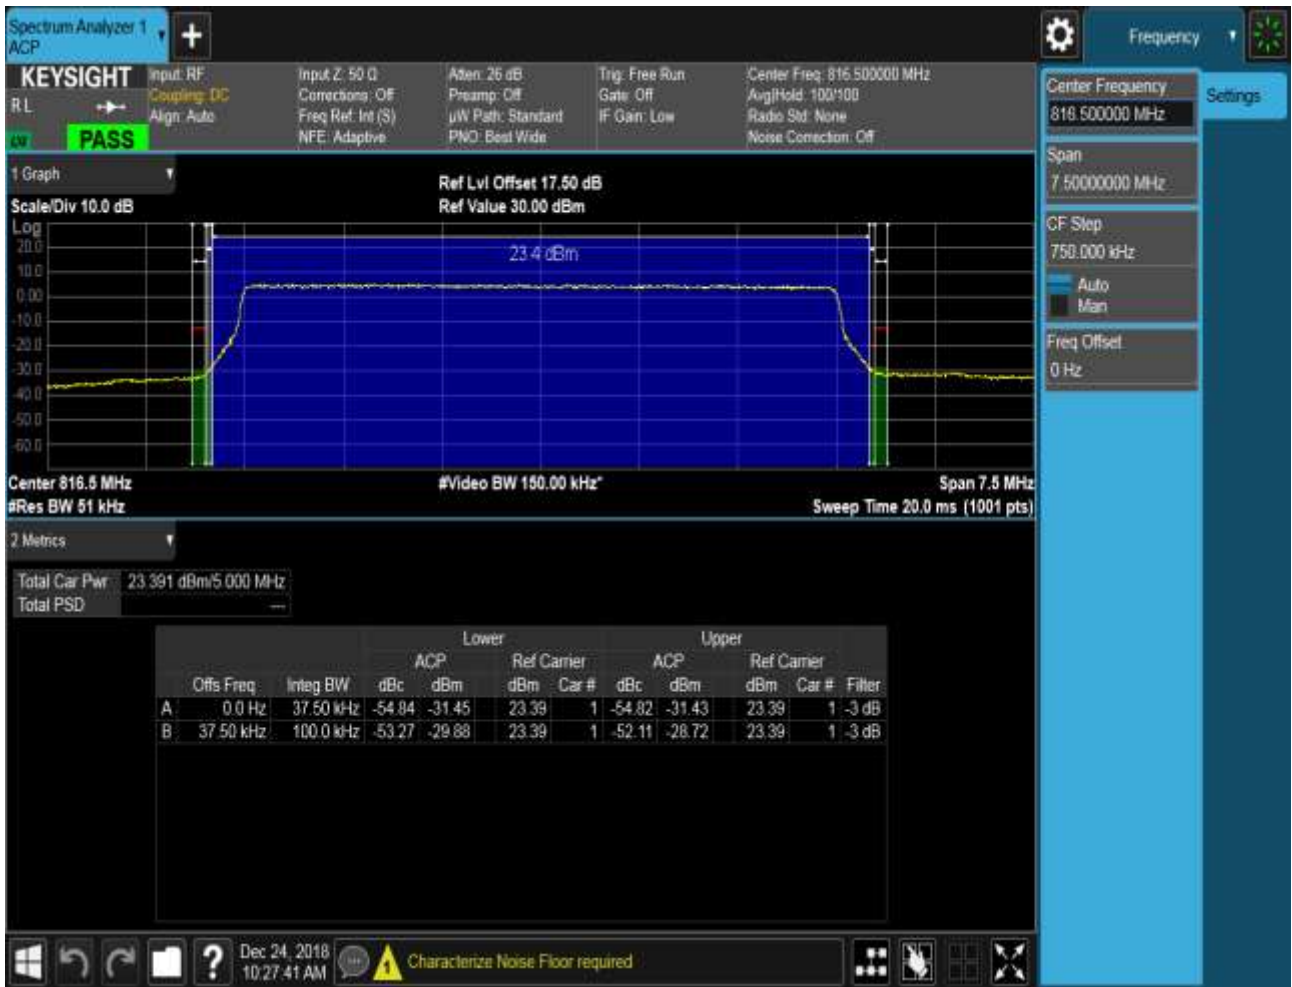 Spectrum Analyzer 1
ACP
Frequency
KEYSIGHT
Input: RF
Coupling: DC
Align: Auto
Input Z: 50 Ω
Corrections: Off
Freq Ref: Int (S)
NFE: Adaptive
Atten: 26 dB
Preamp: Off
µW Path: Standard
PNO: Best Wide
Trig: Free Run
Gate: Off
IF Gain: Low
Center Freq: 816.500000 MHz
Avg|Hold: 100/100
Radio Std: None
Noise Correction: Off
R L
PASS
Center Frequency
816.500000 MHz
Settings
Span
7.50000000 MHz
CF Step
750.000 kHz
Auto
Man
Freq Offset
0 Hz
1 Graph
Ref Lvl Offset 17.50 dB
Scale/Div 10.0 dB
Ref Value 30.00 dBm
Log
20.0
10.0
0.00
-10.0
-20.0
-30.0
-40.0
-50.0
-60.0
23.4 dBm
Center 816.5 MHz
#Video BW 150.00 kHz*
Span 7.5 MHz
#Res BW 51 kHz
Sweep Time 20.0 ms (1001 pts)
2 Metrics
Total Car Pwr 23.391 dBm/5.000 MHz
Total PSD ---
Lower Upper
ACP Ref Carrier ACP Ref Carrier
Offs Freq Integ BW dBc dBm dBm Car # dBc dBm dBm Car # Filter
A 0.0 Hz 37.50 kHz -54.84 -31.45 23.39 1 -54.82 -31.43 23.39 1 -3 dB
B 37.50 kHz 100.0 kHz -53.27 -29.88 23.39 1 -52.11 -28.72 23.39 1 -3 dB
Dec 24, 2018
10:27:41 AM
1
Characterize Noise Floor required